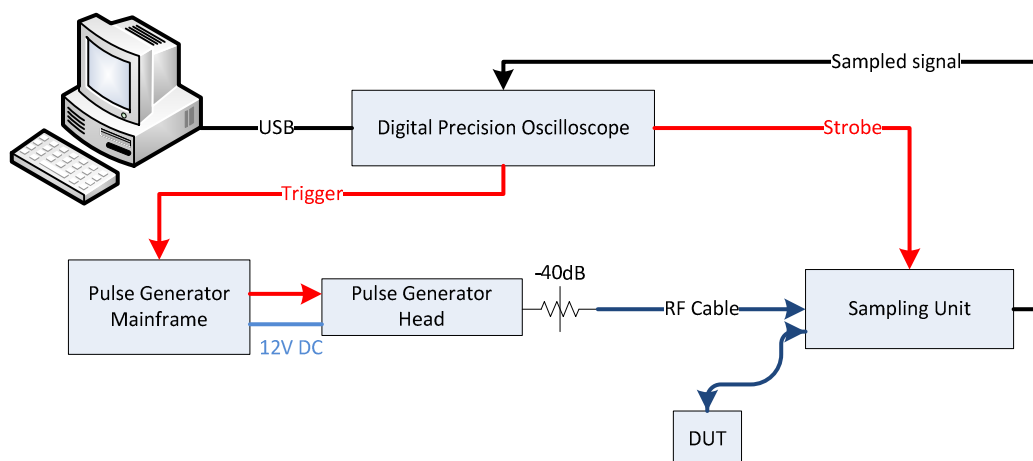 Sampled signal
USB
Digital Precision Oscilloscope
Strobe
Trigger
-40dB
Pulse Generator
Mainframe
Pulse Generator
Head
RF Cable
Sampling Unit
12V DC
DUT